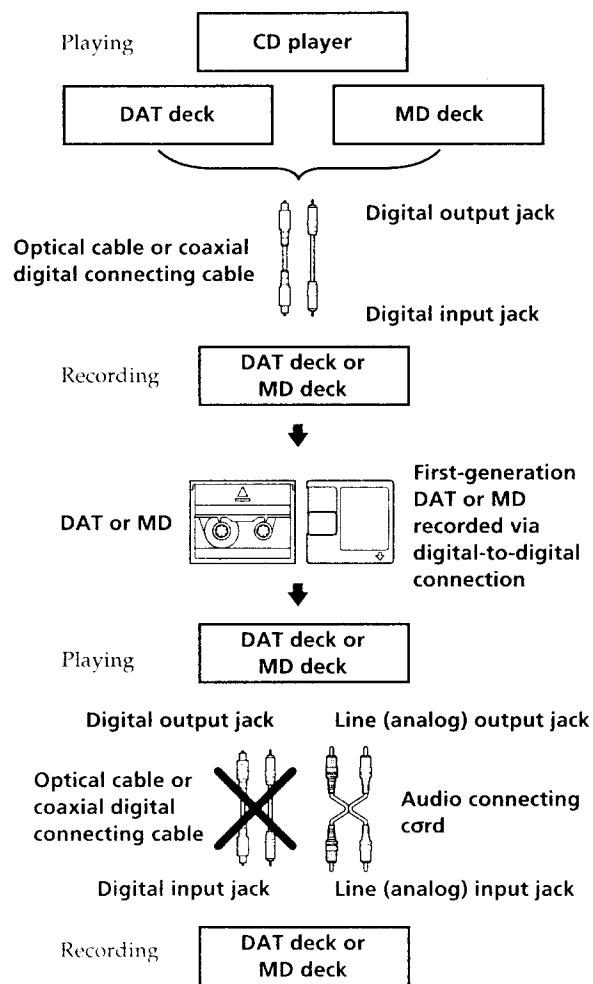 Playing
CD player
DAT deck
MD deck
Digital output jack
Optical cable or coaxial
digital connecting cable
Digital input jack
Recording
DAT deck or
MD deck
DAT or MD
First-generation
DAT or MD
recorded via
digital-to-digital
connection
Playing
DAT deck or
MD deck
Digital output jack
Line (analog) output jack
Optical cable or
coaxial digital
connecting cable
Audio connecting
cord
Digital input jack
Line (analog) input jack
Recording
DAT deck or
MD deck